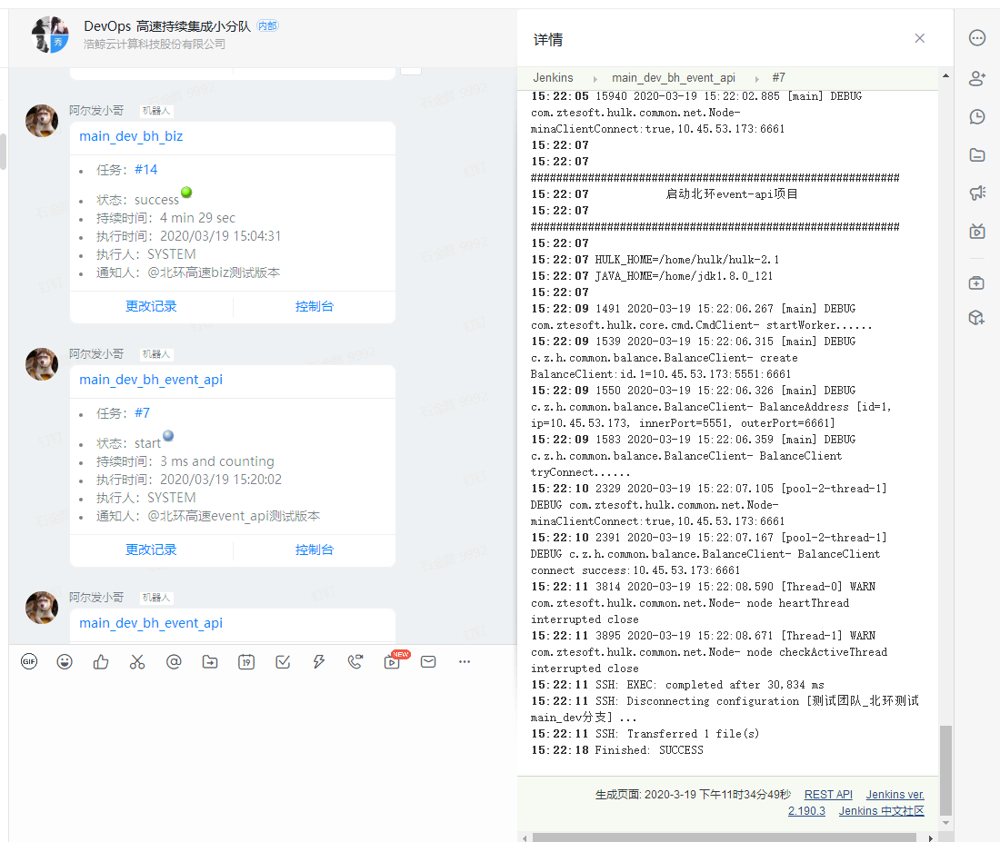 DevOps 高速持续集成小分队 内部
浩鲸云计算科技股份有限公司
秀
阿尔发小哥 机器人
main_dev_bh_biz
任务：#14
状态：success
持续时间：4 min 29 sec
执行时间：2020/03/19 15:04:31
执行人：SYSTEM
通知人：@北环高速biz测试版本
更改记录 控制台
阿尔发小哥 机器人
main_dev_bh_event_api
任务：#7
状态：start
持续时间：3 ms and counting
执行时间：2020/03/19 15:20:02
执行人：SYSTEM
通知人：@北环高速event_api测试版本
更改记录 控制台
阿尔发小哥 机器人
main_dev_bh_event_api
GIF 19 NEW
详情
Jenkins main_dev_bh_event_api #7
15:22:05 15940 2020-03-19 15:22:02.885 [main] DEBUG
com.ztesoft.hulk.common.net.Node-
minaClientConnect:true,10.45.53.173:6661
15:22:07
15:22:07
##########################################################
15:22:07 启动北环event-api项目
15:22:07
##########################################################
15:22:07
15:22:07 HULK_HOME=/home/hulk/hulk-2.1
15:22:07 JAVA_HOME=/home/jdk1.8.0_121
15:22:07
15:22:09 1491 2020-03-19 15:22:06.267 [main] DEBUG
com.ztesoft.hulk.core.cmd.CmdClient- startWorker......
15:22:09 1539 2020-03-19 15:22:06.315 [main] DEBUG
c.z.h.common.balance.BalanceClient- create
BalanceClient:id.1=10.45.53.173:5551:6661
15:22:09 1550 2020-03-19 15:22:06.326 [main] DEBUG
c.z.h.common.balance.BalanceClient- BalanceAddress [id=1,
ip=10.45.53.173, innerPort=5551, outerPort=6661]
15:22:09 1583 2020-03-19 15:22:06.359 [main] DEBUG
c.z.h.common.balance.BalanceClient- BalanceClient
tryConnect......
15:22:10 2329 2020-03-19 15:22:07.105 [pool-2-thread-1]
DEBUG com.ztesoft.hulk.common.net.Node-
minaClientConnect:true,10.45.53.173:6661
15:22:10 2391 2020-03-19 15:22:07.167 [pool-2-thread-1]
DEBUG c.z.h.common.balance.BalanceClient- BalanceClient
connect success:10.45.53.173:6661
15:22:11 3814 2020-03-19 15:22:08.590 [Thread-0] WARN
com.ztesoft.hulk.common.net.Node- node heartThread
interrupted close
15:22:11 3895 2020-03-19 15:22:08.671 [Thread-1] WARN
com.ztesoft.hulk.common.net.Node- node checkActiveThread
interrupted close
15:22:11 SSH: EXEC: completed after 30,834 ms
15:22:11 SSH: Disconnecting configuration [测试团队_北环测试
main_dev分支] ...
15:22:11 SSH: Transferred 1 file(s)
15:22:18 Finished: SUCCESS
生成页面: 2020-3-19 下午11时34分49秒 REST API Jenkins ver.
2.190.3 Jenkins 中文社区